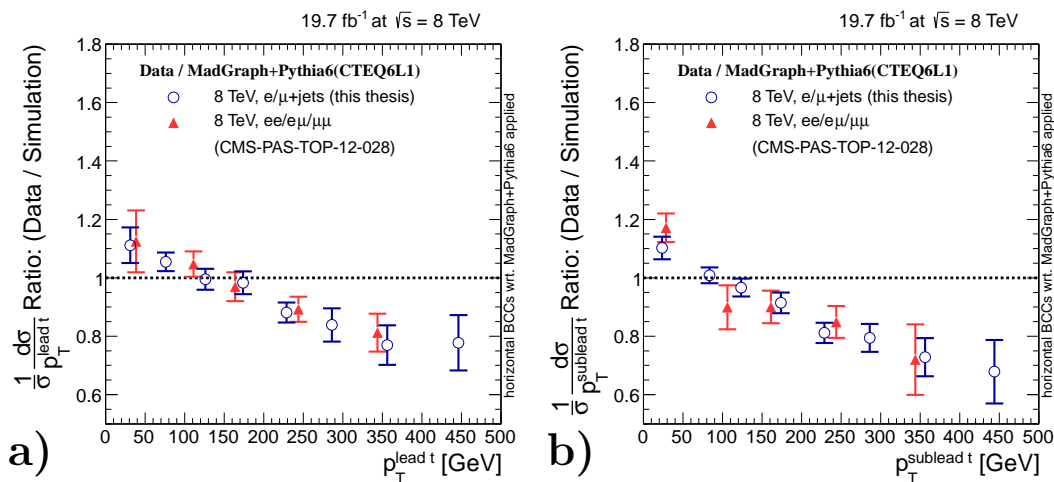 19.7 fb⁻¹ at √s = 8 TeV
1/σ dσ/p_T^lead t Ratio: (Data / Simulation)
1.8
1.6
1.4
1.2
1
0.8
0.6
Data / MadGraph+Pythia6(CTEQ6L1)
8 TeV, e/μ+jets (this thesis)
8 TeV, ee/eμ/μμ
(CMS-PAS-TOP-12-028)
horizontal BCCs wrt. MadGraph+Pythia6 applied
0 50 100 150 200 250 300 350 400 450 500
p_T^lead t [GeV]
a)
19.7 fb⁻¹ at √s = 8 TeV
1/σ dσ/p_T^sublead t Ratio: (Data / Simulation)
1.8
1.6
1.4
1.2
1
0.8
0.6
Data / MadGraph+Pythia6(CTEQ6L1)
8 TeV, e/μ+jets (this thesis)
8 TeV, ee/eμ/μμ
(CMS-PAS-TOP-12-028)
horizontal BCCs wrt. MadGraph+Pythia6 applied
0 50 100 150 200 250 300 350 400 450 500
p_T^sublead t [GeV]
b)